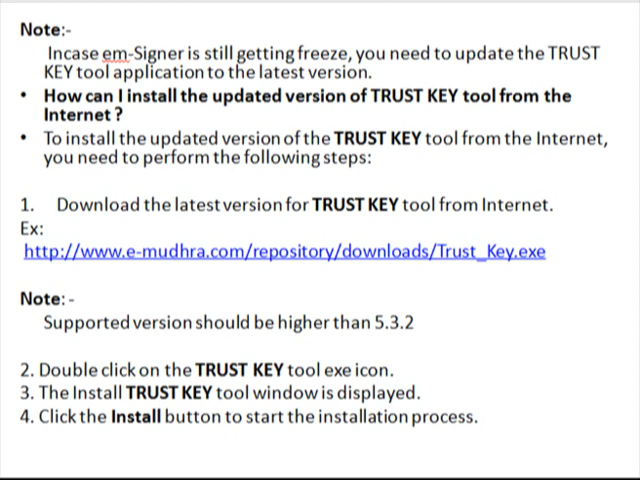 Note:-
Incase em-Signer is still getting freeze, you need to update the TRUST
KEY tool application to the latest version.
• How can I install the updated version of TRUST KEY tool from the
Internet ?
• To install the updated version of the TRUST KEY tool from the Internet,
you need to perform the following steps:
1. Download the latest version for TRUST KEY tool from Internet.
Ex:
http://www.e-mudhra.com/repository/downloads/Trust_Key.exe
Note: -
Supported version should be higher than 5.3.2
2. Double click on the TRUST KEY tool exe icon.
3. The Install TRUST KEY tool window is displayed.
4. Click the Install button to start the installation process.